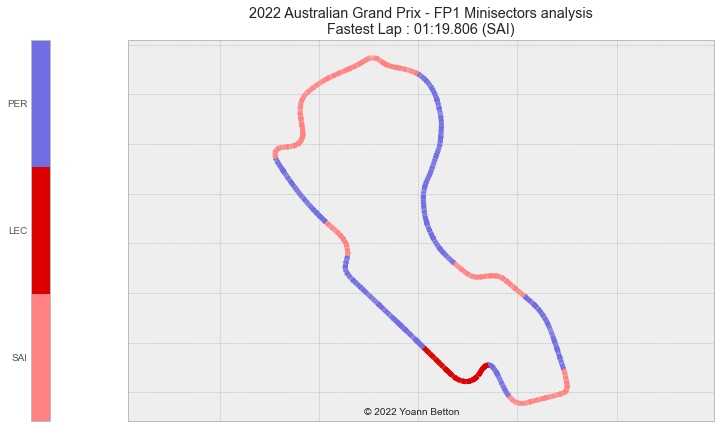 2022 Australian Grand Prix - FP1 Minisectors analysis
Fastest Lap : 01:19.806 (SAI)
PER
LEC
SAI
© 2022 Yoann Betton